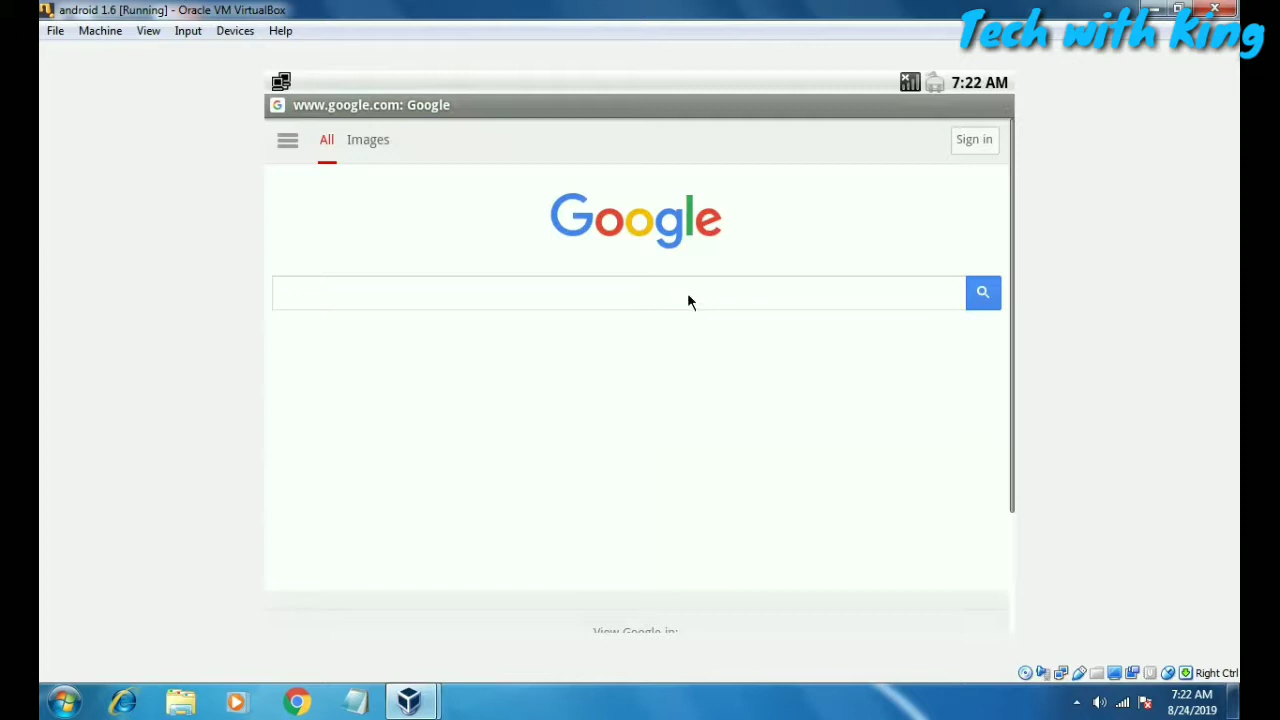 android 1.6 [Running] - Oracle VM VirtualBox
Tech with King
File Machine View Input Devices Help
7:22 AM
G www.google.com: Google
All Images Sign in
Google
View Google in:
Right Ctrl
7:22 AM
8/24/2019